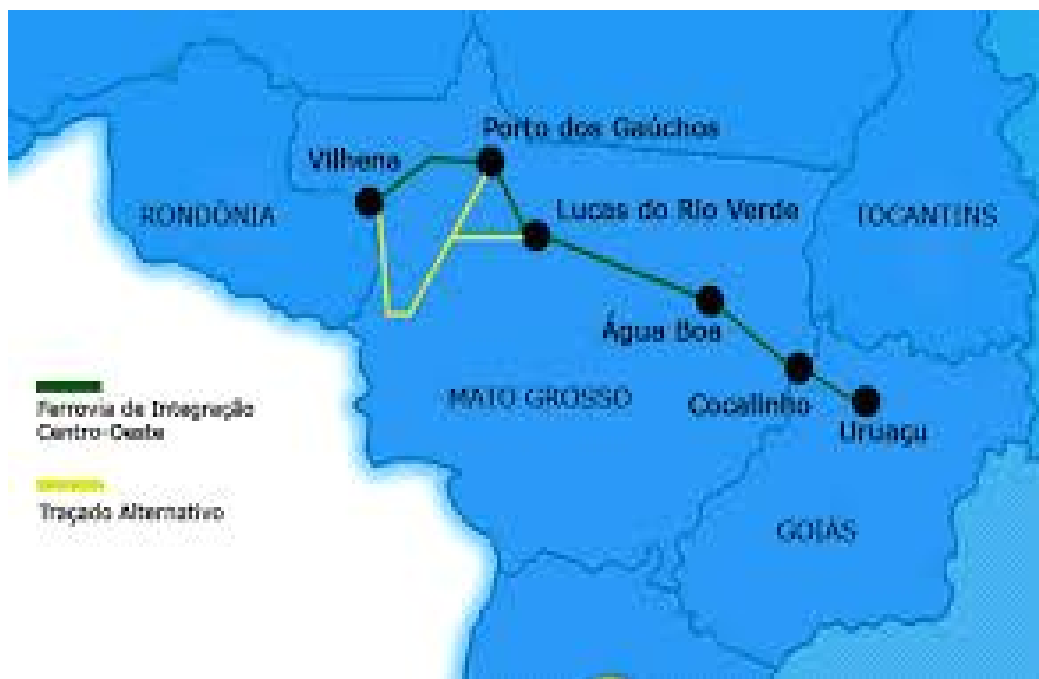 Porto dos Gaúchos
Vilhena
RONDÔNIA
Lucas do Rio Verde
TOCANTINS
Água Boa
MATO GROSSO
Cocalinho
Uruaçu
Ferrovia de Integração
Centro-Oeste
Traçado Alternativo
GOIÁS